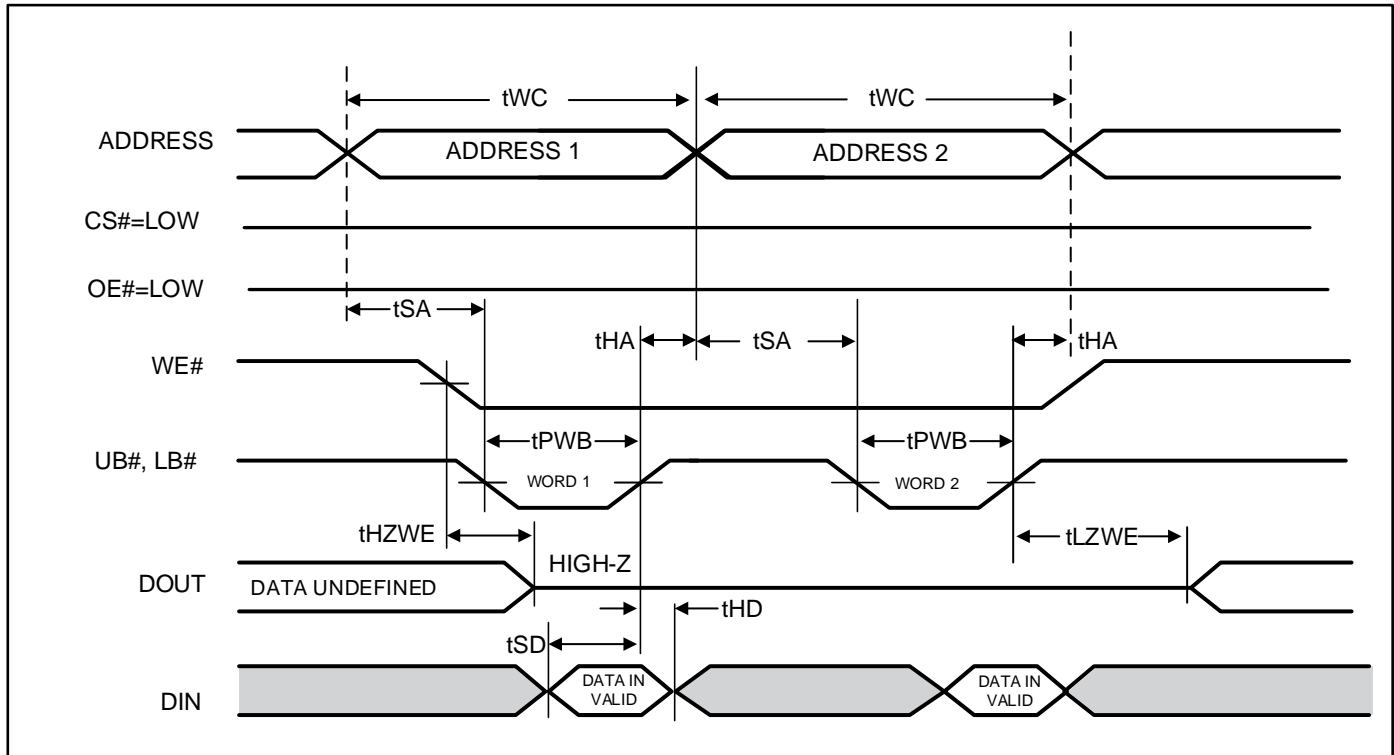 tWC
tWC
ADDRESS
ADDRESS 1
ADDRESS 2
CS#=LOW
OE#=LOW
tSA
tHA
tSA
tHA
WE#
tPWB
tPWB
UB#, LB#
WORD 1
WORD 2
tHZWE
tLZWE
HIGH-Z
DOUT
DATA UNDEFINED
tHD
tSD
DIN
DATA IN
VALID
DATA IN
VALID